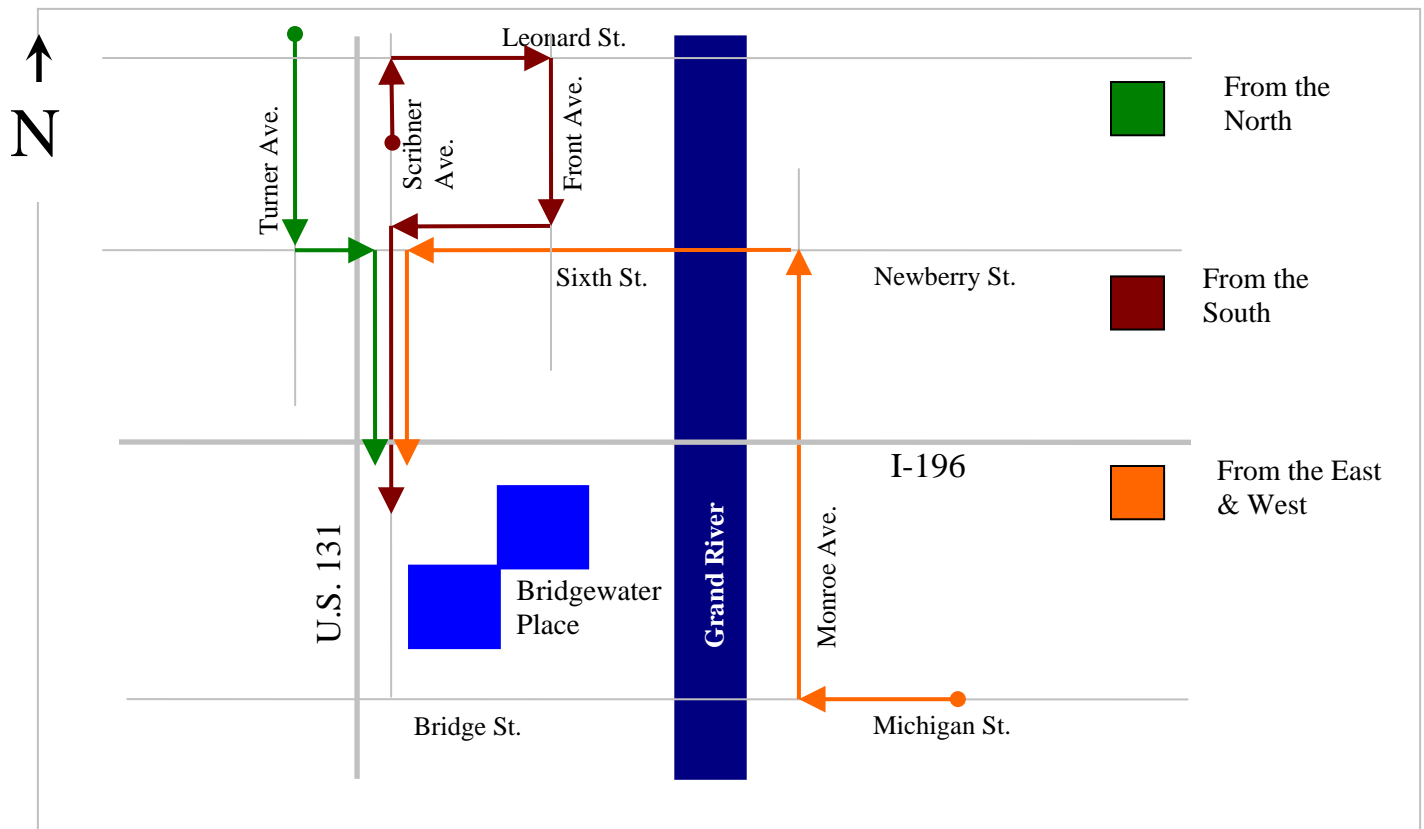 Leonard St.
N
Turner Ave.
Scribner
Ave.
Front Ave.
From the
North
Sixth St.
Newberry St.
From the
South
I-196
From the East
& West
U.S. 131
Bridgewater
Place
Grand River
Monroe Ave.
Bridge St.
Michigan St.